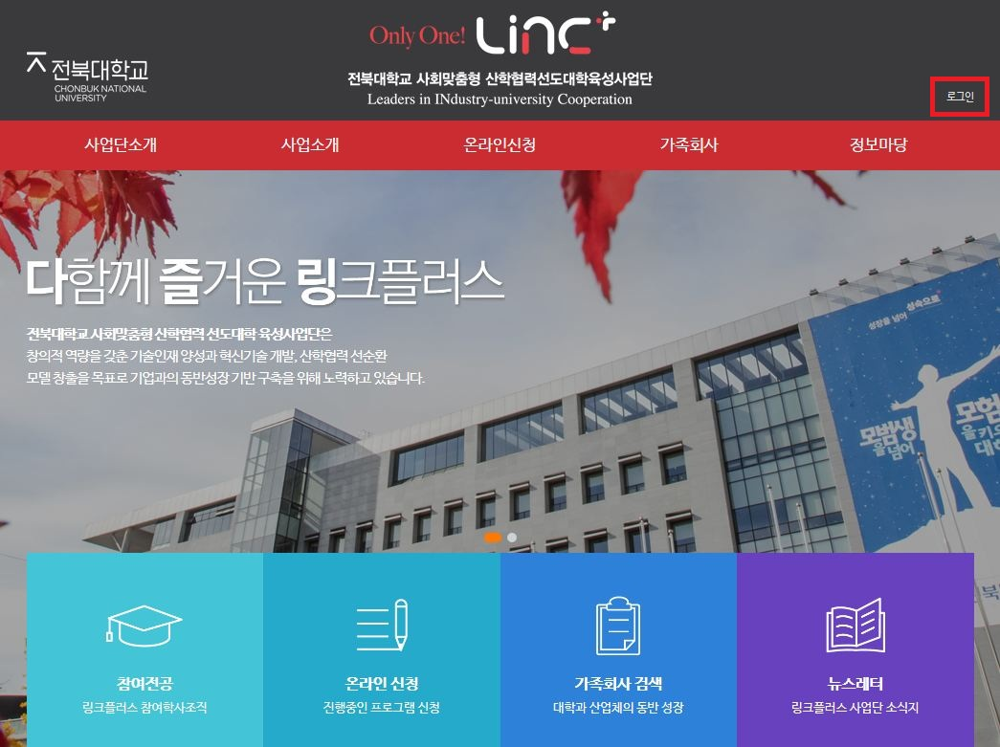 Only One! LINC+
전북대학교
CHONBUK NATIONAL
UNIVERSITY
전북대학교 사회맞춤형 산학협력선도대학육성사업단
Leaders in INdustry-university Cooperation
로그인
사업단소개 사업소개 온라인신청 가족회사 정보마당
다함께 즐거운 링크플러스
전북대학교 사회맞춤형 산학협력 선도대학 육성사업단은
창의적 역량을 갖춘 기술인재 양성과 혁신기술 개발, 산학협력 선순환
모델 창출을 목표로 기업과의 동반성장 기반 구축을 위해 노력하고 있습니다.
성장을 넘어 성숙으로
모범생
을 넘어
모험
을 키우
대학
북
참여전공
링크플러스 참여학사조직
온라인 신청
진행중인 프로그램 신청
가족회사 검색
대학과 산업체의 동반 성장
뉴스레터
링크플러스 사업단 소식지